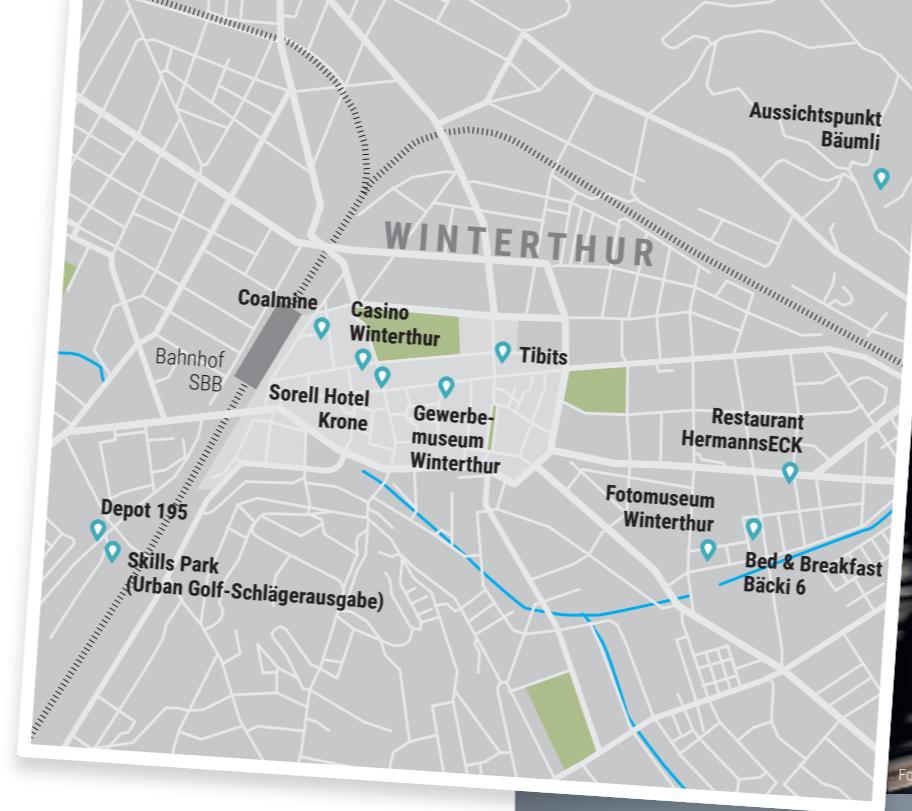 Aussichtspunkt
Bäumli
WINTERTHUR
Coalmine
Casino
Winterthur
Bahnhof
SBB
Tibits
Sorell Hotel
Krone
Gewerbe-
museum
Winterthur
Restaurant
HermannsECK
Fotomuseum
Winterthur
Depot 195
Bed & Breakfast
Bäcki 6
Skills Park
(Urban Golf-Schlägerausgabe)